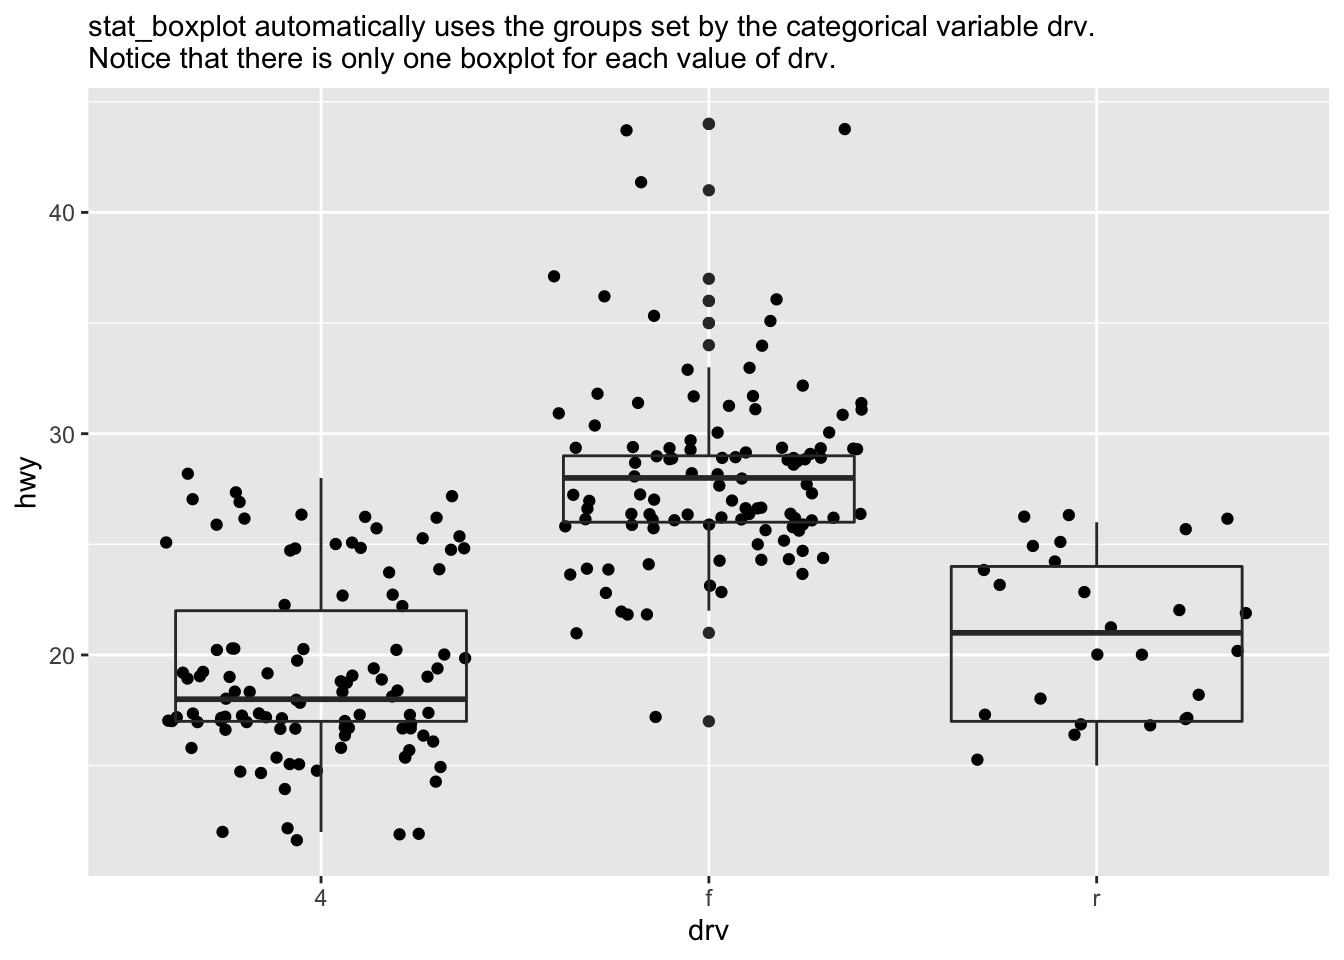 stat_boxplot automatically uses the groups set by the categorical variable drv.
Notice that there is only one boxplot for each value of drv.
40
30
20
hwy
4 f r
drv